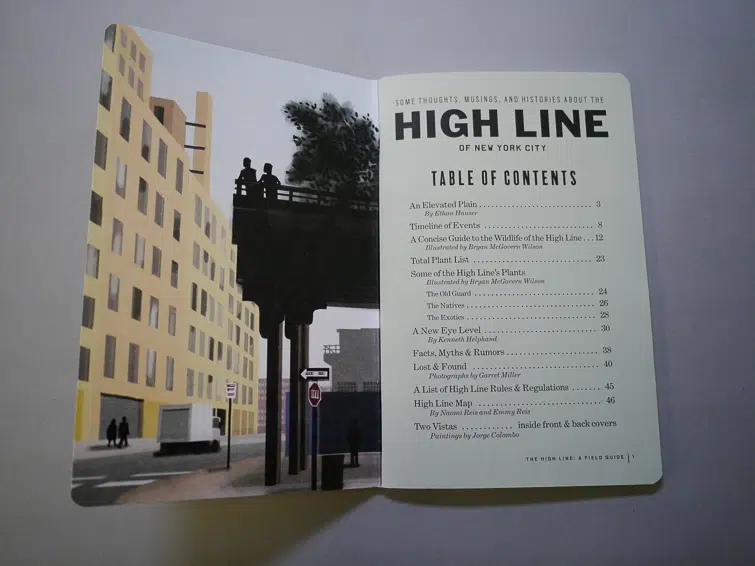 SOME THOUGHTS, MUSINGS, AND HISTORIES ABOUT THE
HIGH LINE
OF NEW YORK CITY
TABLE OF CONTENTS
An Elevated Plain . . . . . . . . . . . . . . . . . . . . . . . . . . . 3
By Ethan Hauser
Timeline of Events . . . . . . . . . . . . . . . . . . . . . . . . . . 8
A Concise Guide to the Wildlife of the High Line . . . 12
Illustrated by Bryan McGovern Wilson
Total Plant List . . . . . . . . . . . . . . . . . . . . . . . . . . . . 23
Some of the High Line's Plants
Illustrated by Bryan McGovern Wilson
The Old Guard . . . . . . . . . . . . . . . . . . . . . . . . . . 24
The Natives . . . . . . . . . . . . . . . . . . . . . . . . . . . . 26
The Exotics . . . . . . . . . . . . . . . . . . . . . . . . . . . . 28
A New Eye Level . . . . . . . . . . . . . . . . . . . . . . . . . 30
By Kenneth Helphand
Facts, Myths & Rumors . . . . . . . . . . . . . . . . . . . . 38
Lost & Found . . . . . . . . . . . . . . . . . . . . . . . . . . . . 40
Photographs by Garret Miller
A List of High Line Rules & Regulations . . . . . . . 45
High Line Map . . . . . . . . . . . . . . . . . . . . . . . . . . . 46
By Naomi Reis and Emmy Reis
Two Vistas . . . . . . . . . . . . inside front & back covers
Paintings by Jorge Colombo
THE HIGH LINE: A FIELD GUIDE | 1